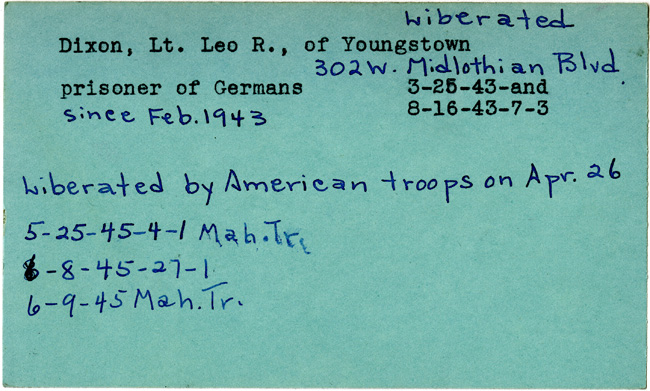 Liberated
Dixon, Lt. Leo R., of Youngstown
302 W. Midlothian Blvd
prisoner of Germans 3-25-43-and
since Feb. 1943 8-16-43-7-3
Liberated by American troops on Apr. 26
5-25-45-4-1 Mah. Tr.
6-8-45-27-1
6-9-45 Mah. Tr.